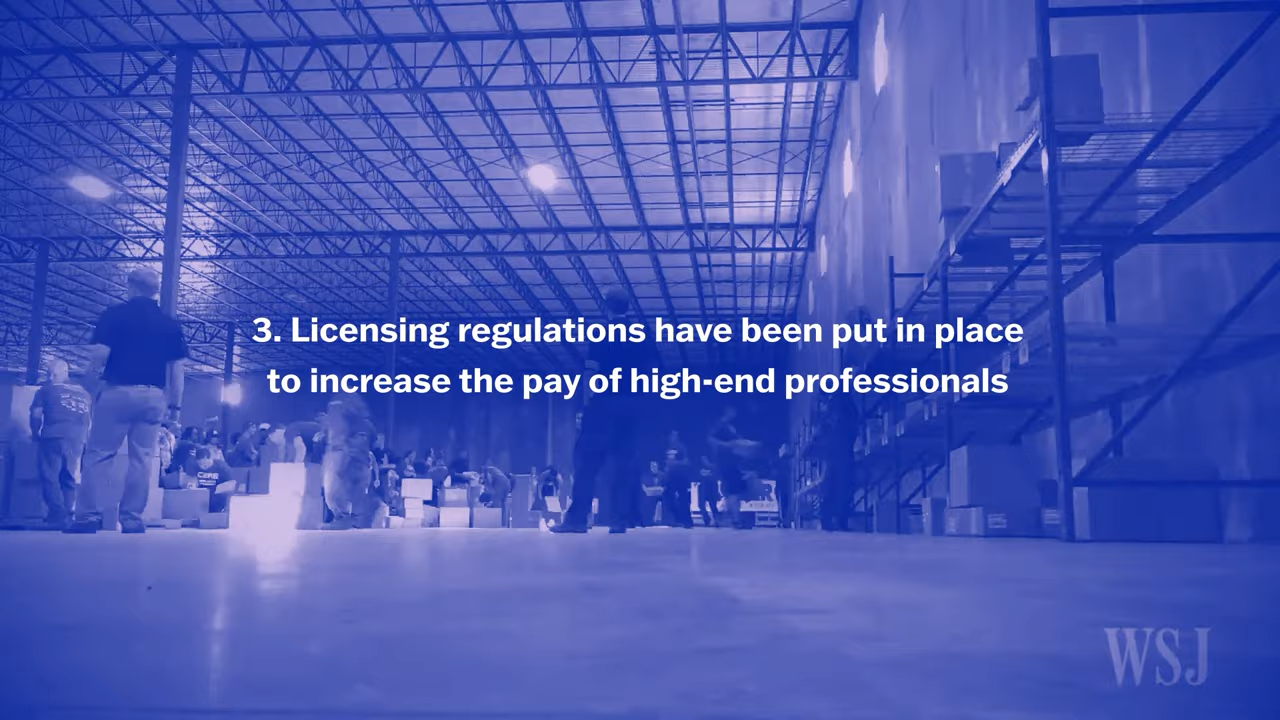 3. Licensing regulations have been put in place
to increase the pay of high-end professionals
WSJ